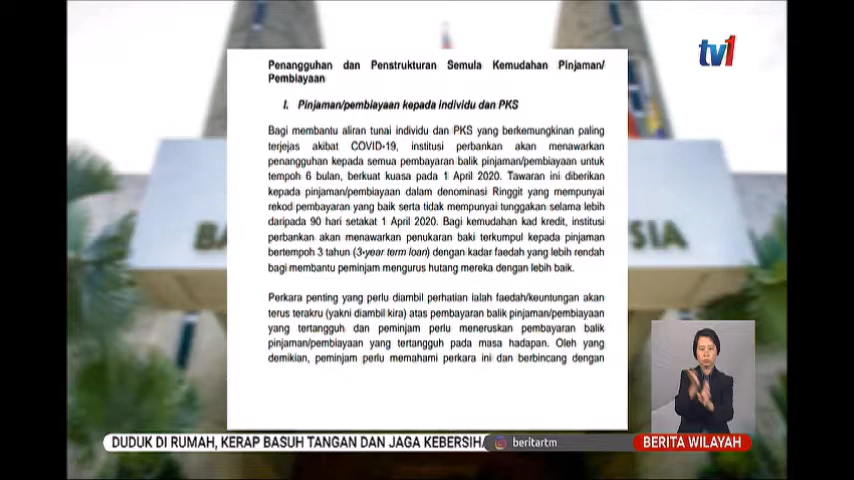 tv1
Penangguhan dan Penstrukturan Semula Kemudahan Pinjaman/
Pembiayaan
I. Pinjaman/pembiayaan kepada individu dan PKS
Bagi membantu aliran tunai individu dan PKS yang berkemungkinan paling
terjejas akibat COVID-19, institusi perbankan akan menawarkan
penangguhan kepada semua pembayaran balik pinjaman/pembiayaan untuk
tempoh 6 bulan, berkuat kuasa pada 1 April 2020. Tawaran ini diberikan
kepada pinjaman/pembiayaan dalam denominasi Ringgit yang mempunyai
rekod pembayaran yang baik serta tidak mempunyai tunggakan selama lebih
daripada 90 hari setakat 1 April 2020. Bagi kemudahan kad kredit, institusi
perbankan akan menawarkan penukaran baki terkumpul kepada pinjaman
bertempoh 3 tahun (3-year term loan) dengan kadar faedah yang lebih rendah
bagi membantu peminjam mengurus hutang mereka dengan lebih baik.
Perkara penting yang perlu diambil perhatian ialah faedah/keuntungan akan
terus terakru (yakni diambil kira) atas pembayaran balik pinjaman/pembiayaan
yang tertangguh dan peminjam perlu meneruskan pembayaran balik
pinjaman/pembiayaan yang tertangguh pada masa hadapan. Oleh yang
demikian, peminjam perlu memahami perkara ini dan berbincang dengan
BA
SIA
DUDUK DI RUMAH, KERAP BASUH TANGAN DAN JAGA KEBERSIHA
beritartm
BERITA WILAYAH